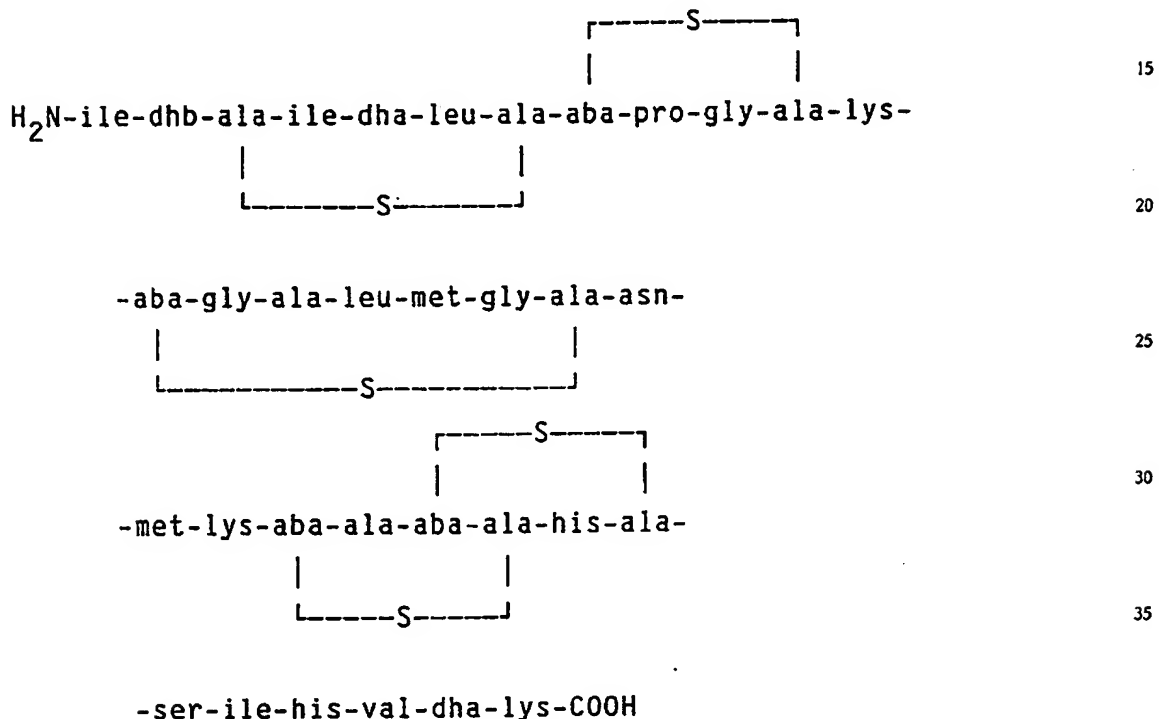 S
15
H2N-ile-dhb-ala-ile-dha-leu-ala-aba-pro-gly-ala-lys-
S
20
-aba-gly-ala-leu-met-gly-ala-asn-
25
S
S
30
-met-lys-aba-ala-aba-ala-his-ala-
S
35
-ser-ile-his-val-dha-lys-COOH